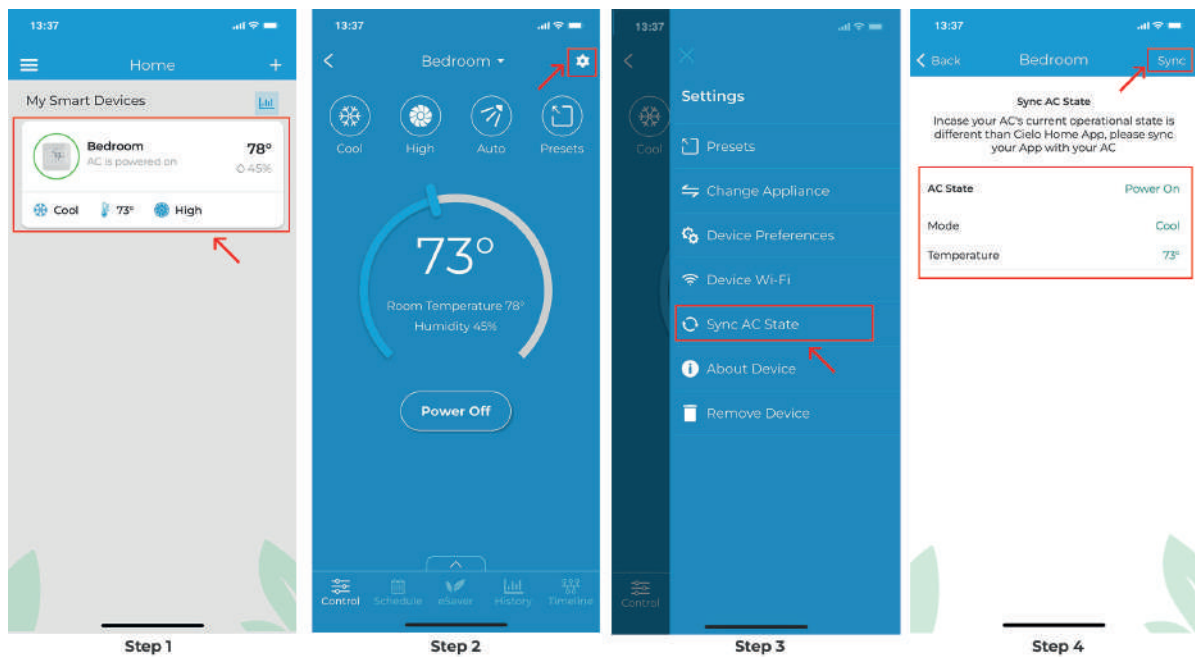 13:37
Home
My Smart Devices
Bedroom
AC is powered on
78°
45%
Cool
73°
High
Step 1
13:37
Bedroom
Cool
High
Auto
Presets
73°
Room Temperature 78°
Humidity 45%
Power Off
Control
Schedule
eSaver
History
Timeline
Step 2
13:37
Cool
Control
Settings
Presets
Change Appliance
Device Preferences
Device Wi-Fi
Sync AC State
About Device
Remove Device
Step 3
13:37
Back
Bedroom
Sync
Sync AC State
Incase your AC's current operational state is
different than Cielo Home App, please sync
your App with your AC
AC State
Power On
Mode
Cool
Temperature
73°
Step 4